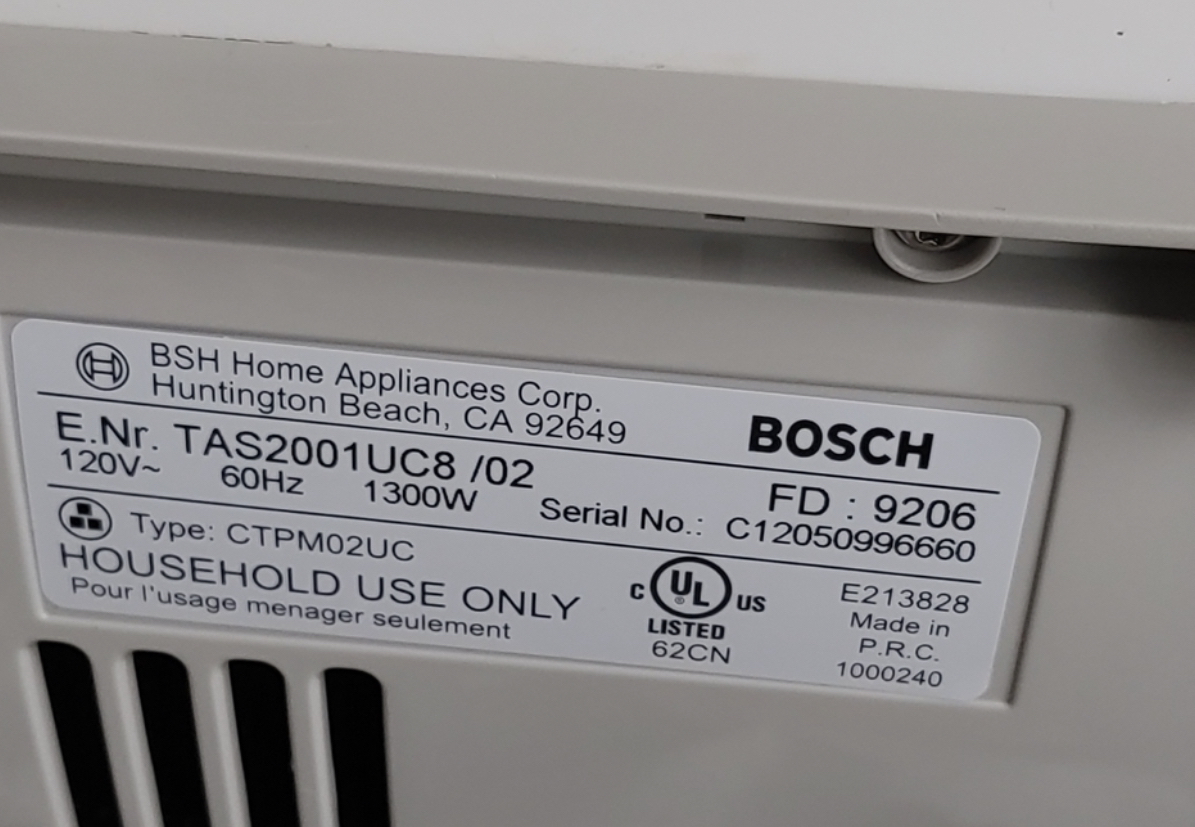 BSH Home Appliances Corp.
Huntington Beach, CA 92649
BOSCH
E.Nr. TAS2001UC8 /02
FD : 9206
120V~ 60Hz 1300W
Serial No.: C12050996660
Type: CTPM02UC
HOUSEHOLD USE ONLY
Pour l'usage menager seulement
C UL US
®
LISTED
62CN
E213828
Made in
P.R.C.
1000240